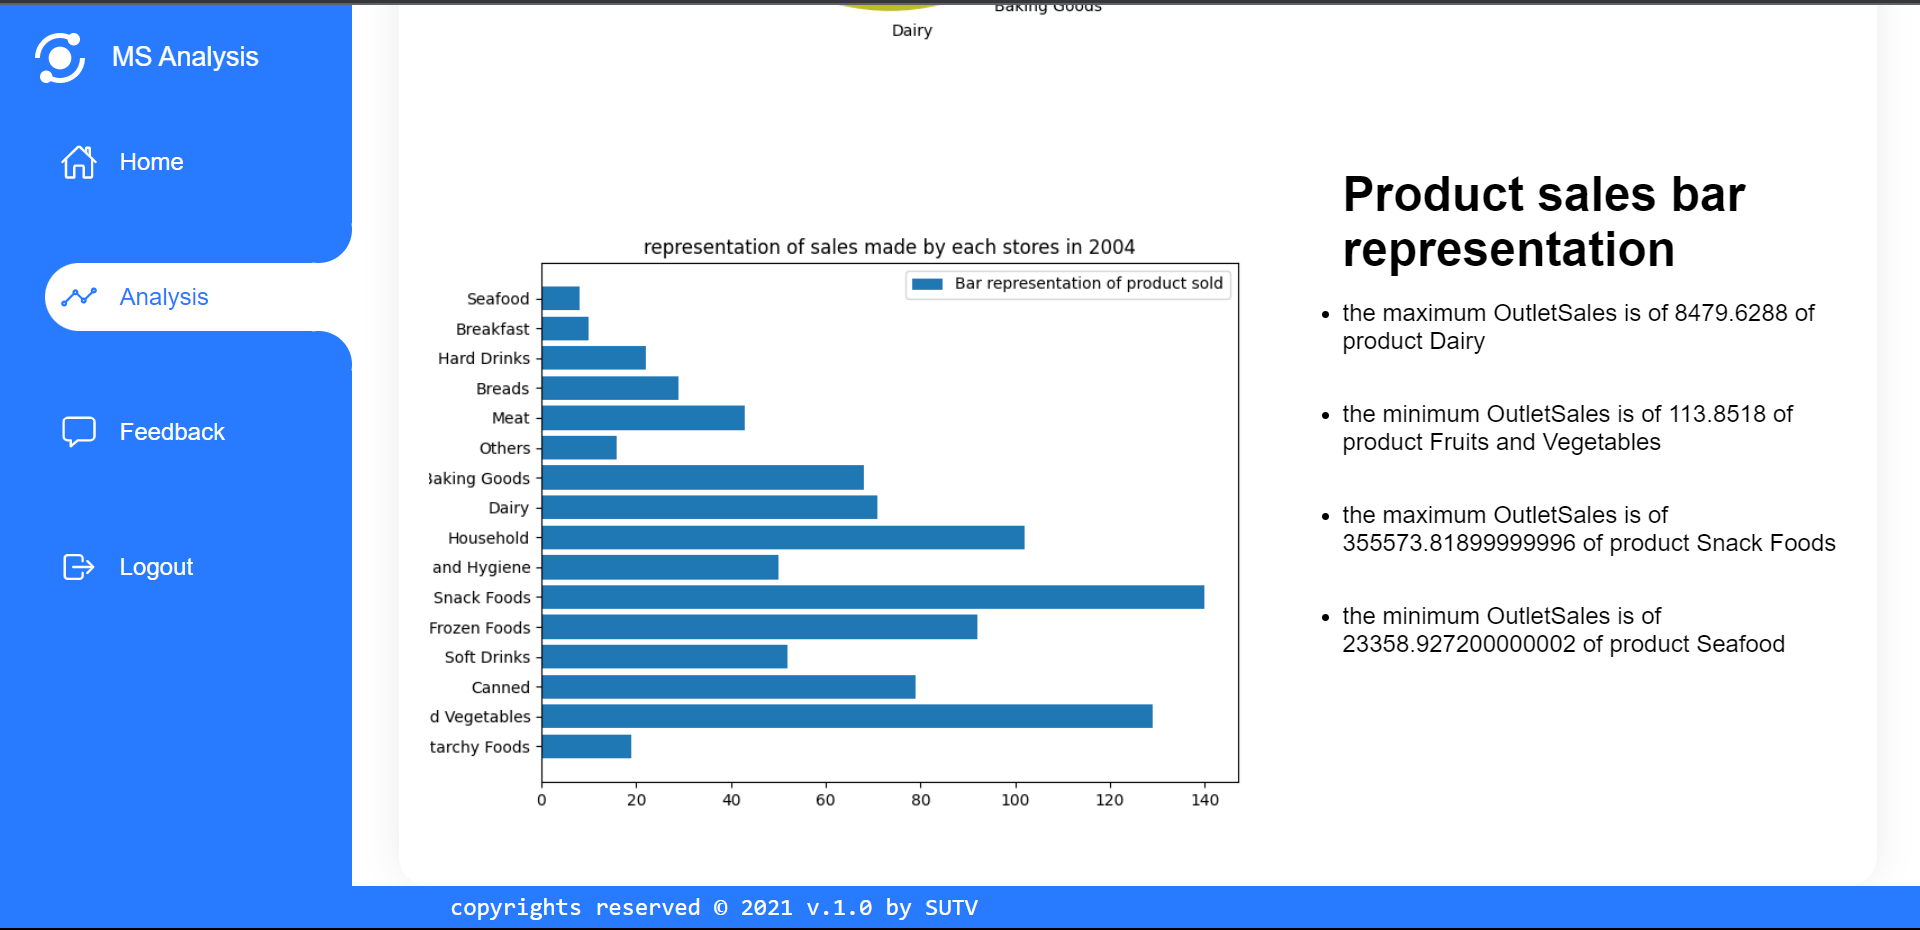 MS Analysis
Home
Analysis
Feedback
Logout
Baking Goods
Dairy
representation of sales made by each stores in 2004
Bar representation of product sold
Seafood
Breakfast
Hard Drinks
Breads
Meat
Others
Baking Goods
Dairy
Household
and Hygiene
Snack Foods
Frozen Foods
Soft Drinks
Canned
d Vegetables
tarchy Foods
0 20 40 60 80 100 120 140
Product sales bar
representation
the maximum OutletSales is of 8479.6288 of
product Dairy
the minimum OutletSales is of 113.8518 of
product Fruits and Vegetables
the maximum OutletSales is of
355573.81899999996 of product Snack Foods
the minimum OutletSales is of
23358.927200000002 of product Seafood
copyrights reserved © 2021 v.1.0 by SUTV